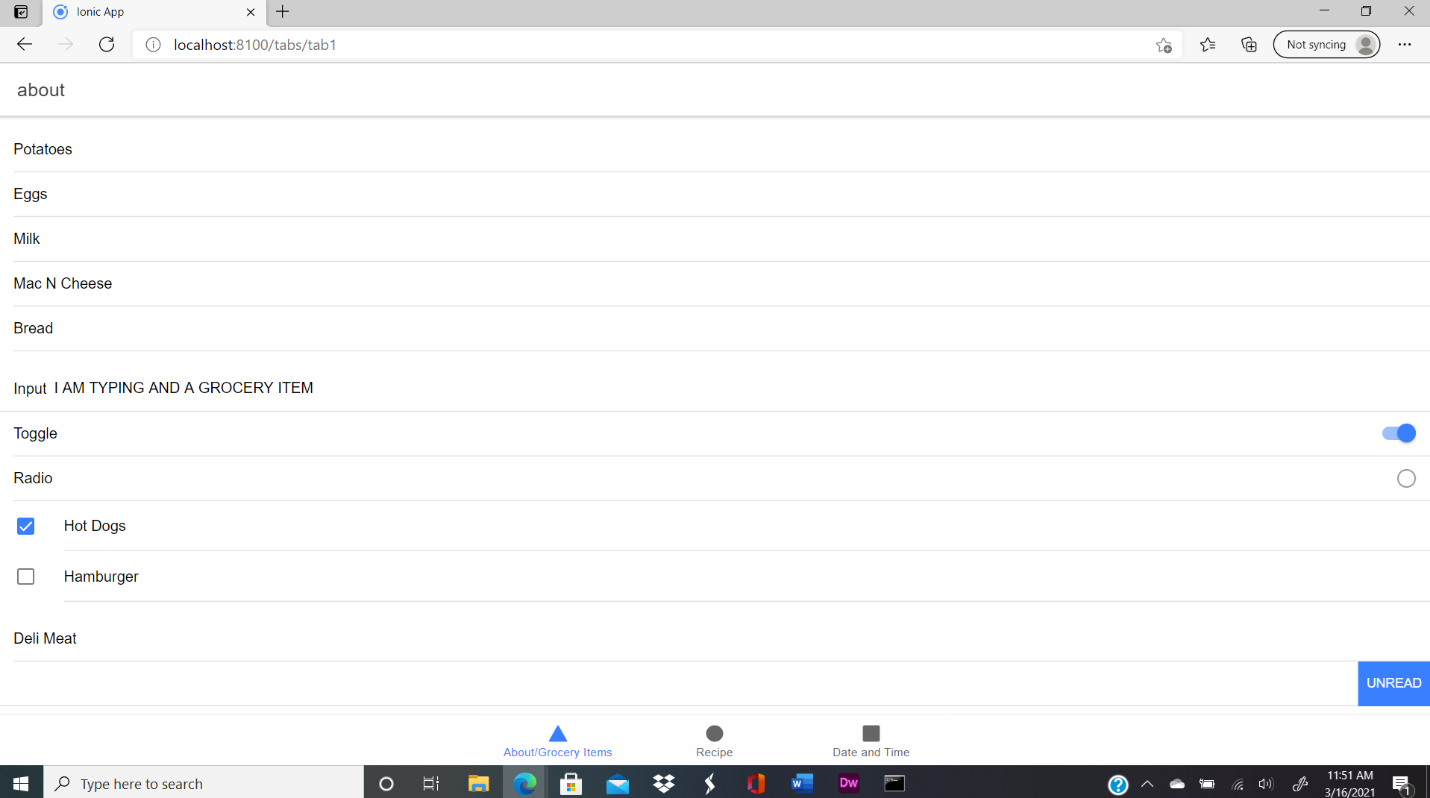 Ionic App
localhost:8100/tabs/tab1
Not syncing
about
Potatoes
Eggs
Milk
Mac N Cheese
Bread
Input I AM TYPING AND A GROCERY ITEM
Toggle
Radio
Hot Dogs
Hamburger
Deli Meat
UNREAD
About/Grocery Items Recipe Date and Time
Type here to search
W
Dw
11:51 AM
3/16/2021
1